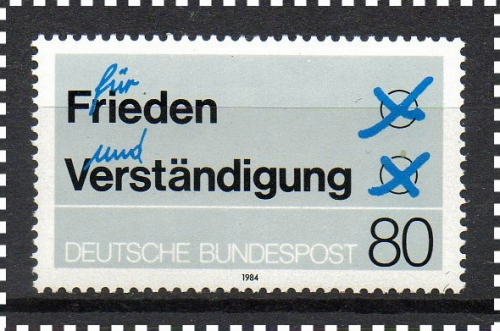 für
Frieden
und
Verständigung
DEUTSCHE BUNDESPOST 80
1984